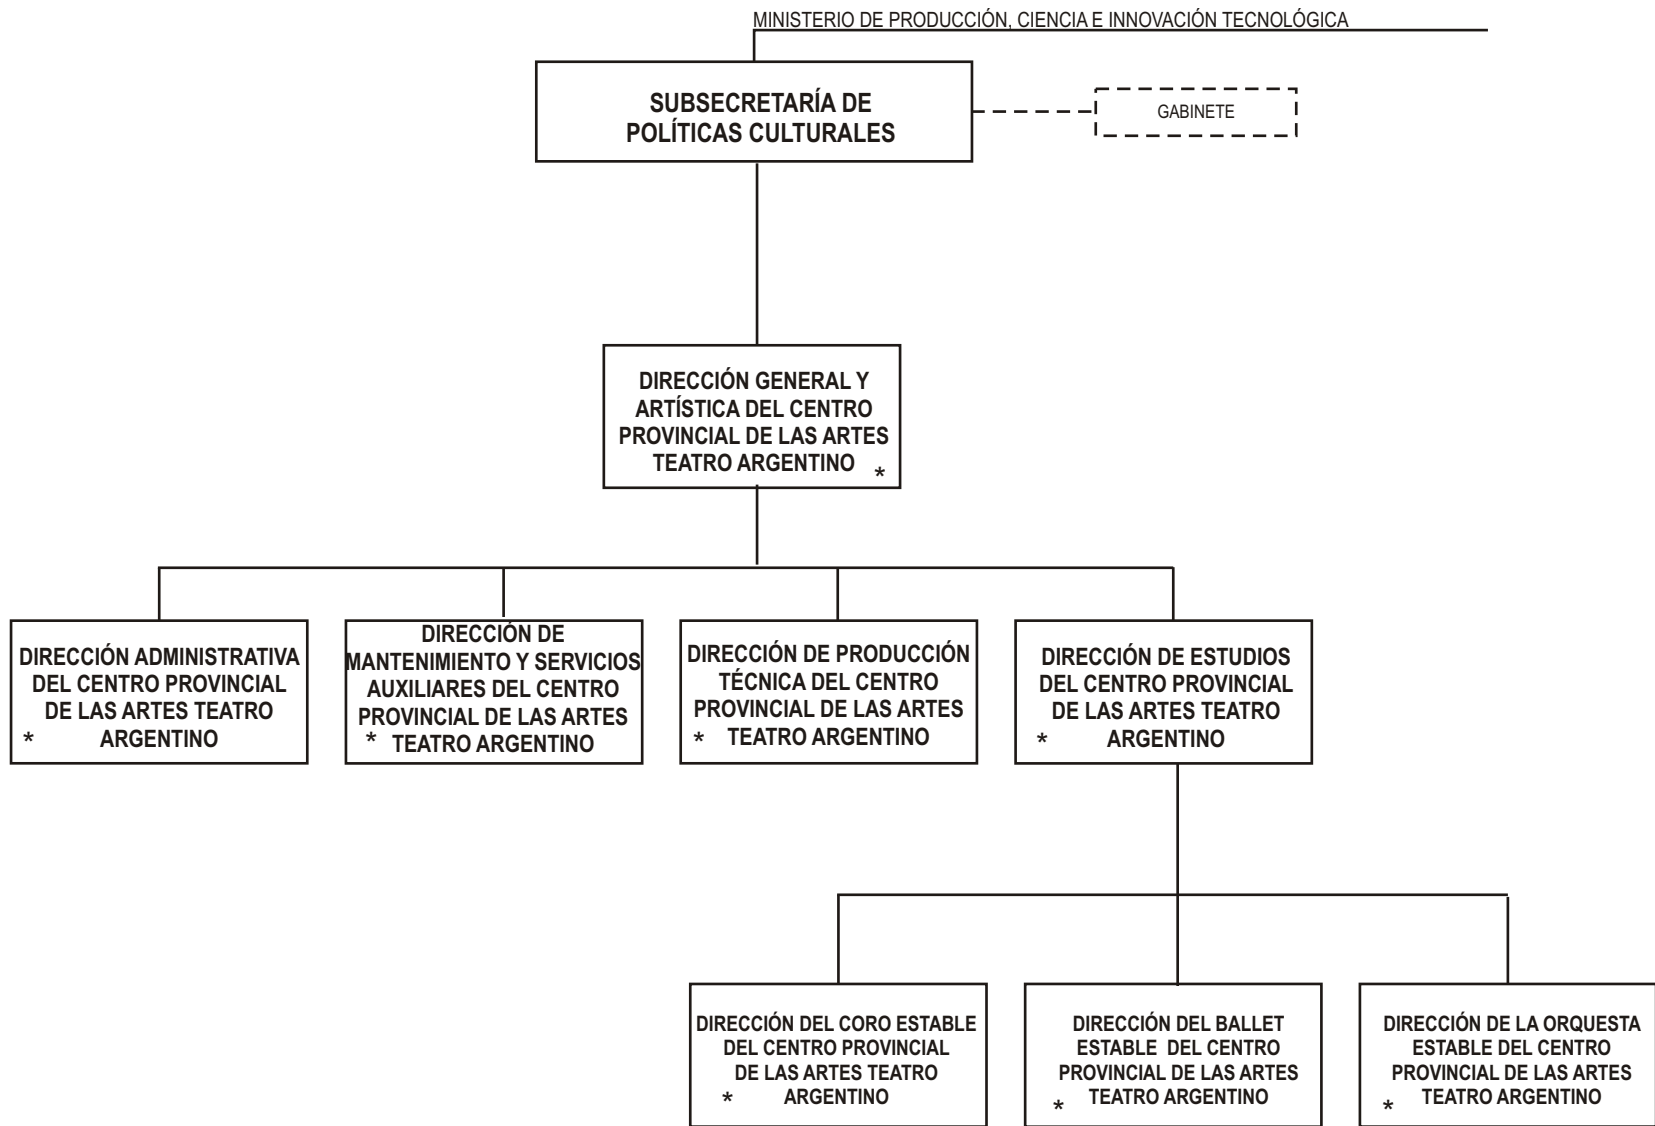 MINISTERIO DE PRODUCCIÓN, CIENCIA E INNOVACIÓN TECNOLÓGICA
SUBSECRETARÍA DE
POLÍTICAS CULTURALES
GABINETE
DIRECCIÓN GENERAL Y
ARTÍSTICA DEL CENTRO
PROVINCIAL DE LAS ARTES
TEATRO ARGENTINO *
DIRECCIÓN ADMINISTRATIVA
DEL CENTRO PROVINCIAL
DE LAS ARTES TEATRO
* ARGENTINO
DIRECCIÓN DE
MANTENIMIENTO Y SERVICIOS
AUXILIARES DEL CENTRO
PROVINCIAL DE LAS ARTES
* TEATRO ARGENTINO
DIRECCIÓN DE PRODUCCIÓN
TÉCNICA DEL CENTRO
PROVINCIAL DE LAS ARTES
* TEATRO ARGENTINO
DIRECCIÓN DE ESTUDIOS
DEL CENTRO PROVINCIAL
DE LAS ARTES TEATRO
* ARGENTINO
DIRECCIÓN DEL CORO ESTABLE
DEL CENTRO PROVINCIAL
DE LAS ARTES TEATRO
* ARGENTINO
DIRECCIÓN DEL BALLET
ESTABLE DEL CENTRO
PROVINCIAL DE LAS ARTES
* TEATRO ARGENTINO
DIRECCIÓN DE LA ORQUESTA
ESTABLE DEL CENTRO
PROVINCIAL DE LAS ARTES
* TEATRO ARGENTINO